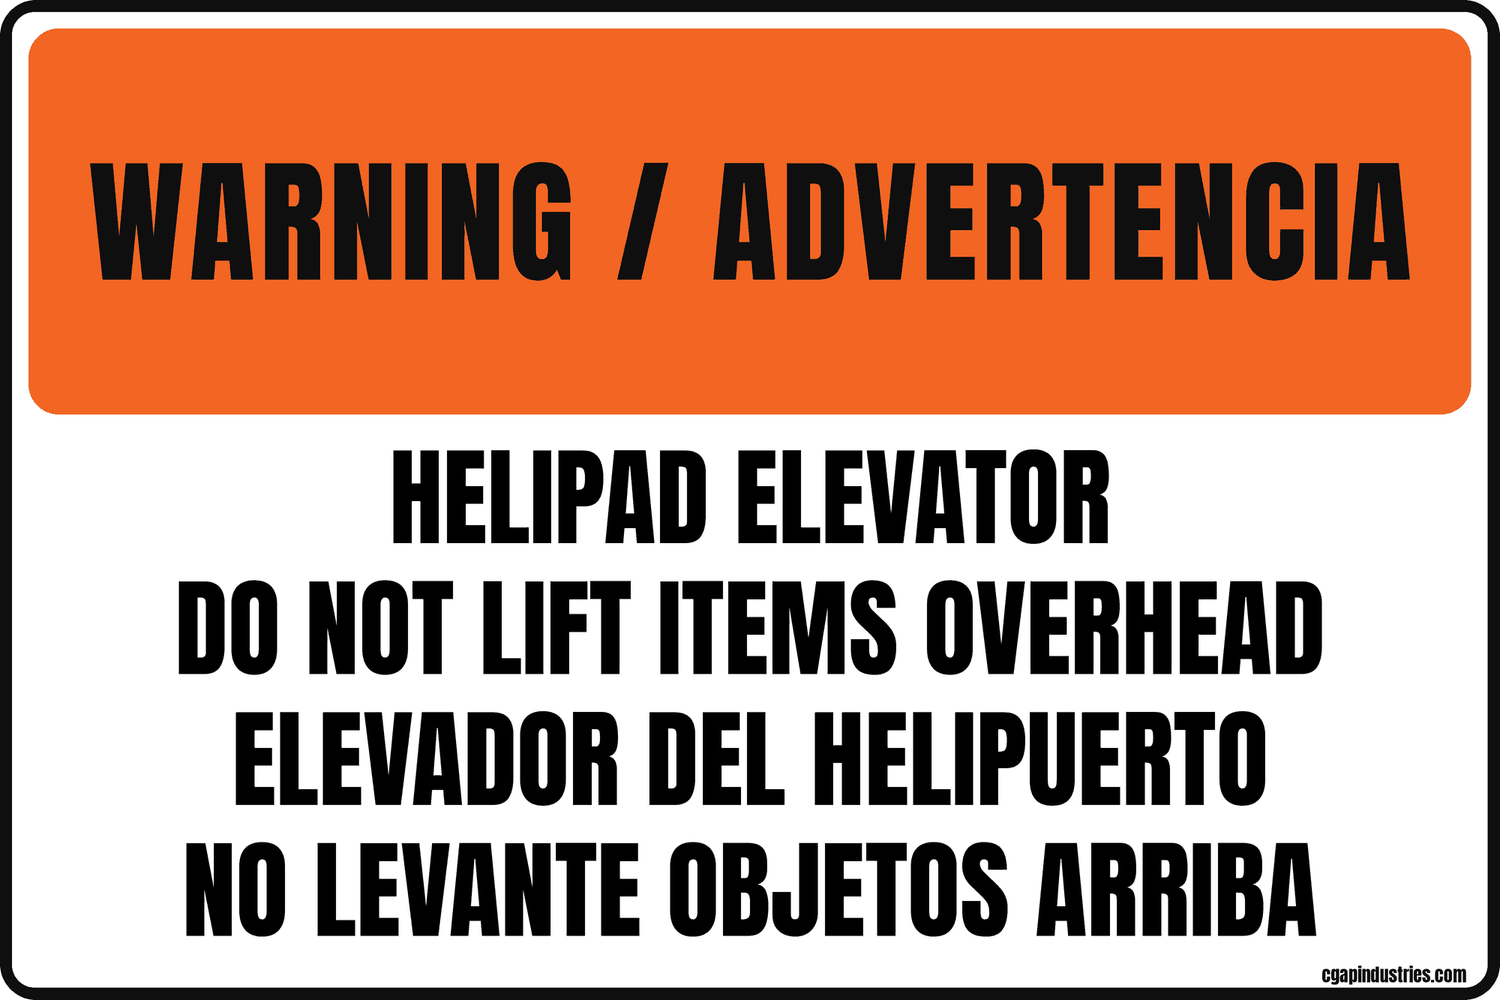 WARNING / ADVERTENCIA
HELIPAD ELEVATOR
DO NOT LIFT ITEMS OVERHEAD
ELEVADOR DEL HELIPUERTO
NO LEVANTE OBJETOS ARRIBA
cgapindustries.com